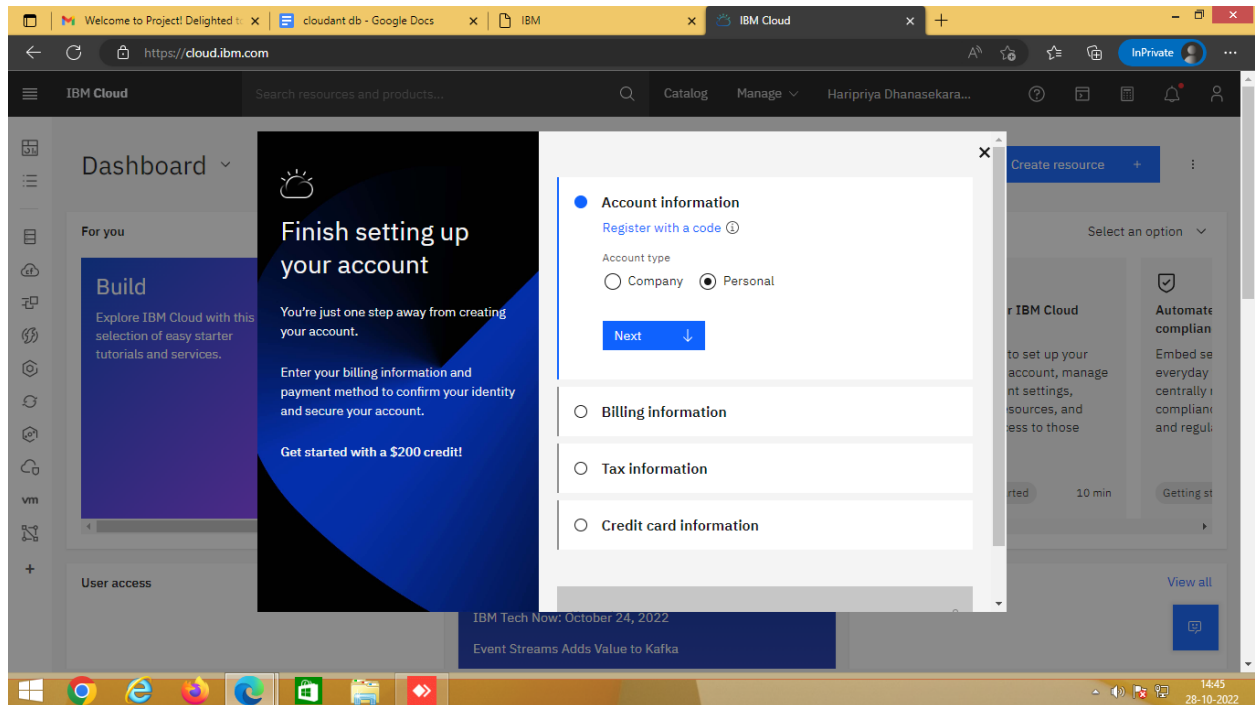 Welcome to Project! Delighted t
cloudant db - Google Docs
IBM
IBM Cloud
https://cloud.ibm.com
InPrivate
IBM Cloud
Search resources and products...
Catalog
Manage
Haripriya Dhanasekara...
Dashboard
Create resource +
For you
Select an option
Build
Explore IBM Cloud with this
selection of easy starter
tutorials and services.
Finish setting up
your account
You're just one step away from creating
your account.
Enter your billing information and
payment method to confirm your identity
and secure your account.
Get started with a $200 credit!
Account information
Register with a code
Account type
Company
Personal
Next
Billing information
Tax information
Credit card information
r IBM Cloud
to set up your
account, manage
nt settings,
sources, and
ess to those
rted
10 min
Automate
complian
Embed se
everyday
centrally
complian
and regul
Getting st
User access
View all
IBM Tech Now: October 24, 2022
Event Streams Adds Value to Kafka
vm
14:45
28-10-2022